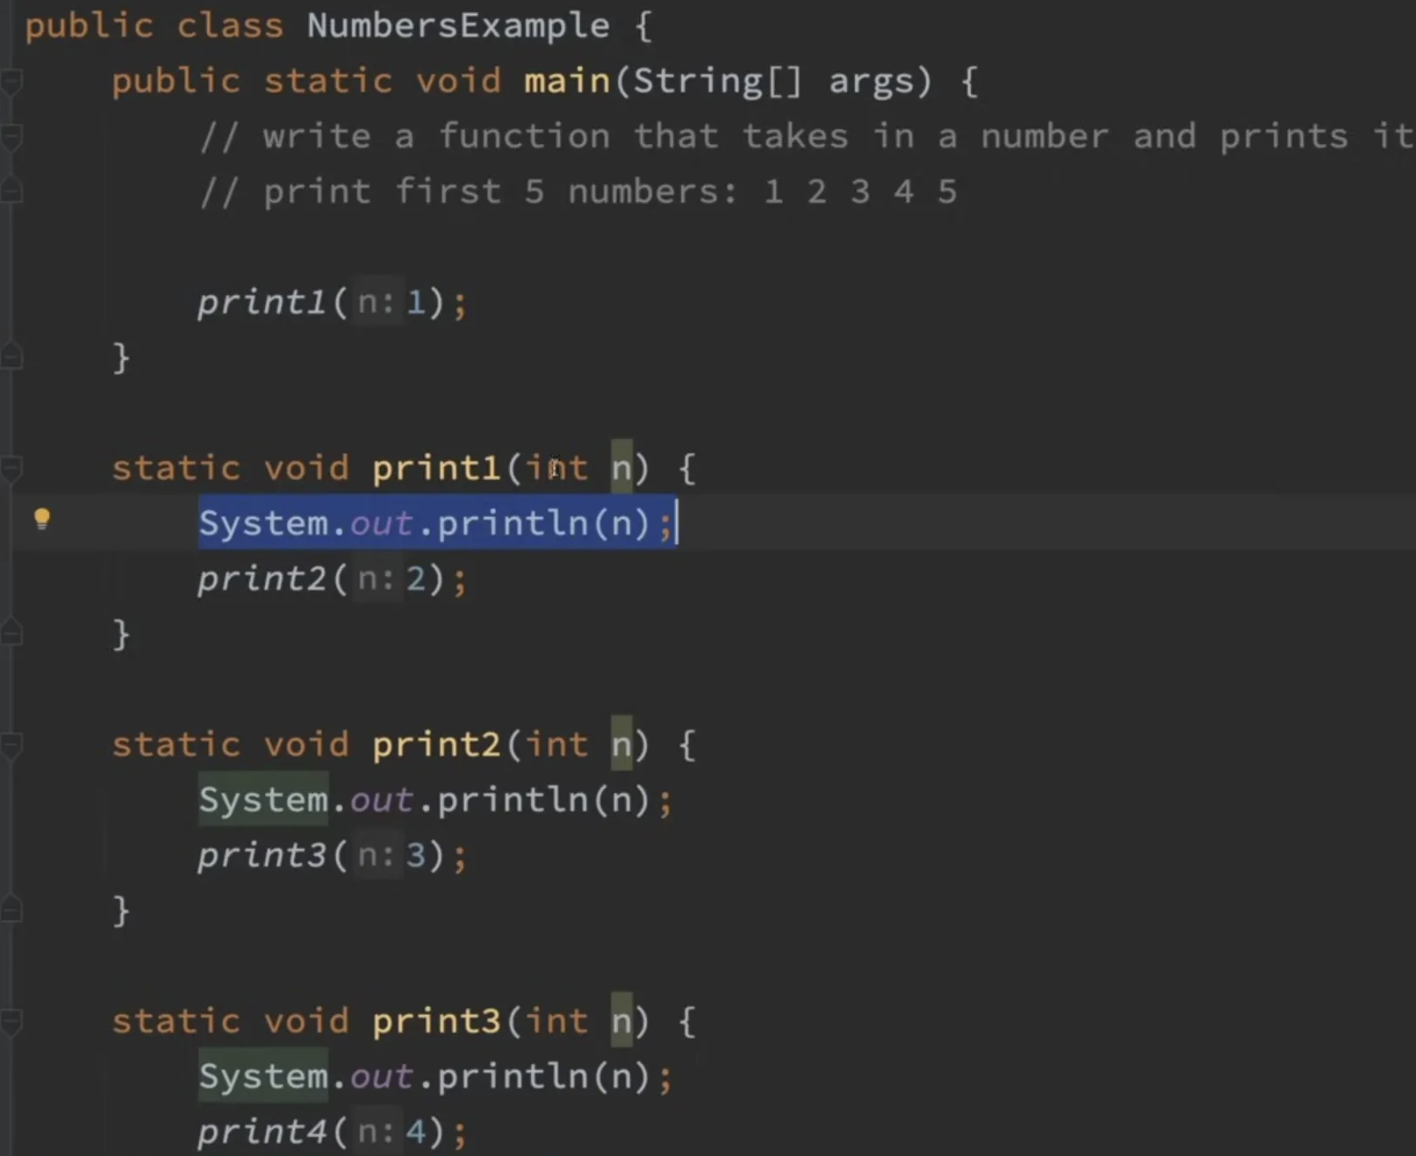 public class NumbersExample {
public static void main(String[] args) {
// write a function that takes in a number and prints it
// print first 5 numbers: 1 2 3 4 5
print1( n: 1);
}
static void print1(int n) {
System.out.println(n);
print2( n: 2);
}
static void print2(int n) {
System.out.println(n);
print3( n: 3);
}
static void print3(int n) {
System.out.println(n);
print4( n: 4);